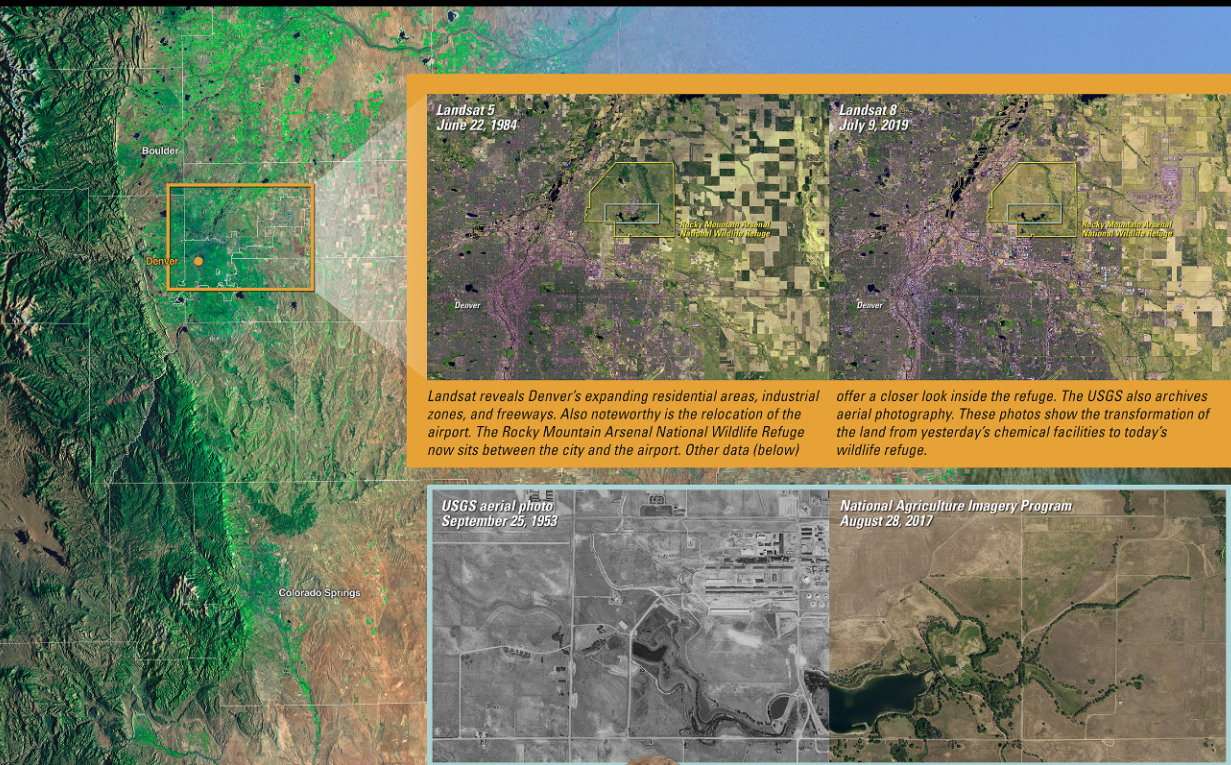 Boulder
Denver
Colorado Springs
Landsat 5
June 22, 1984
Rocky Mountain Arsenal
National Wildlife Refuge
Denver
Landsat 8
July 9, 2019
Rocky Mountain Arsenal
National Wildlife Refuge
Denver
Landsat reveals Denver's expanding residential areas, industrial
zones, and freeways. Also noteworthy is the relocation of the
airport. The Rocky Mountain Arsenal National Wildlife Refuge
now sits between the city and the airport. Other data (below)
offer a closer look inside the refuge. The USGS also archives
aerial photography. These photos show the transformation of
the land from yesterday's chemical facilities to today's
wildlife refuge.
USGS aerial photo
September 25, 1953
National Agriculture Imagery Program
August 28, 2017